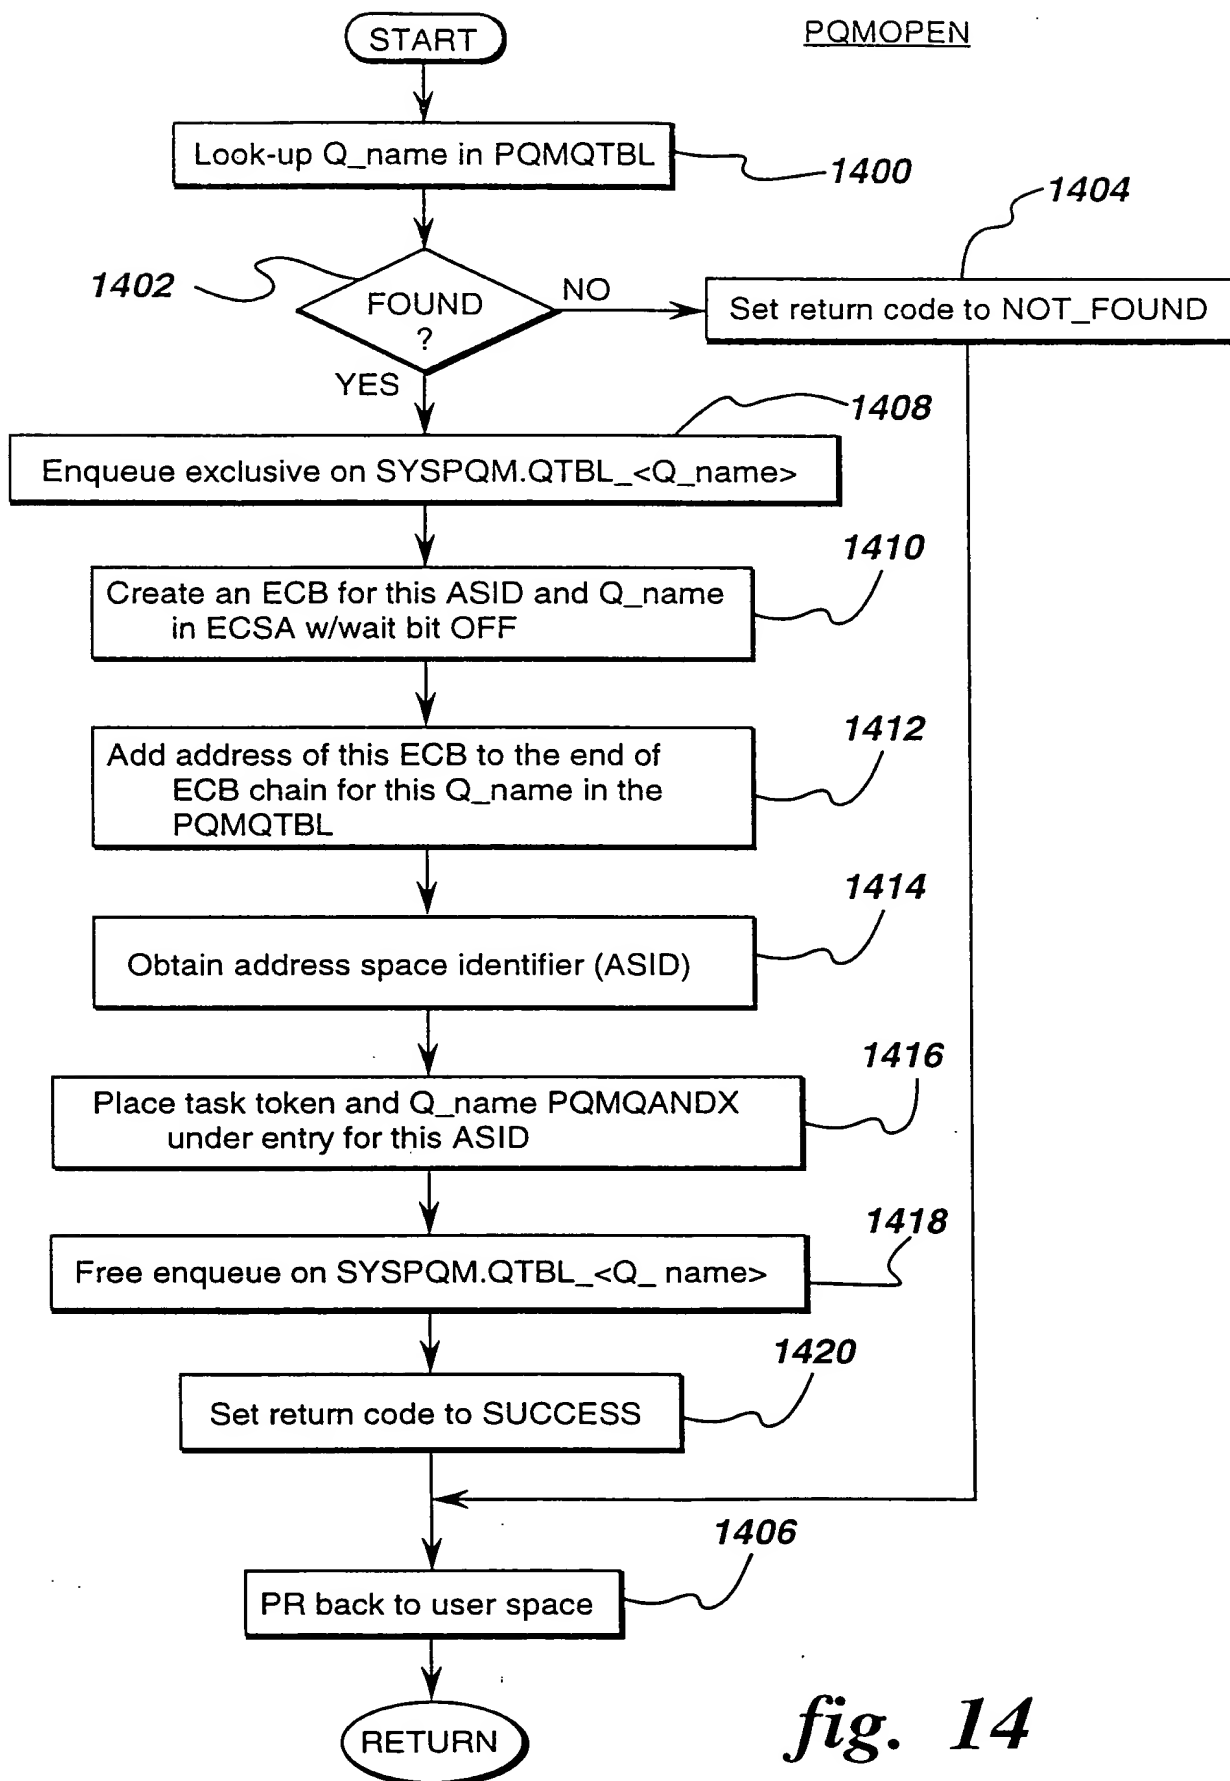 START
PQMOPEN
Look-up Q_name in PQMQTBL
1400
1404
1402
FOUND
?
NO
Set return code to NOT_FOUND
YES
1408
Enqueue exclusive on SYSPQM.QTBL_<Q_name>
1410
Create an ECB for this ASID and Q_name
in ECSA w/wait bit OFF
1412
Add address of this ECB to the end of
ECB chain for this Q_name in the
PQMQTBL
1414
Obtain address space identifier (ASID)
1416
Place task token and Q_name PQMQANDX
under entry for this ASID
1418
Free enqueue on SYSPQM.QTBL_<Q_ name>
1420
Set return code to SUCCESS
1406
PR back to user space
RETURN
fig. 14